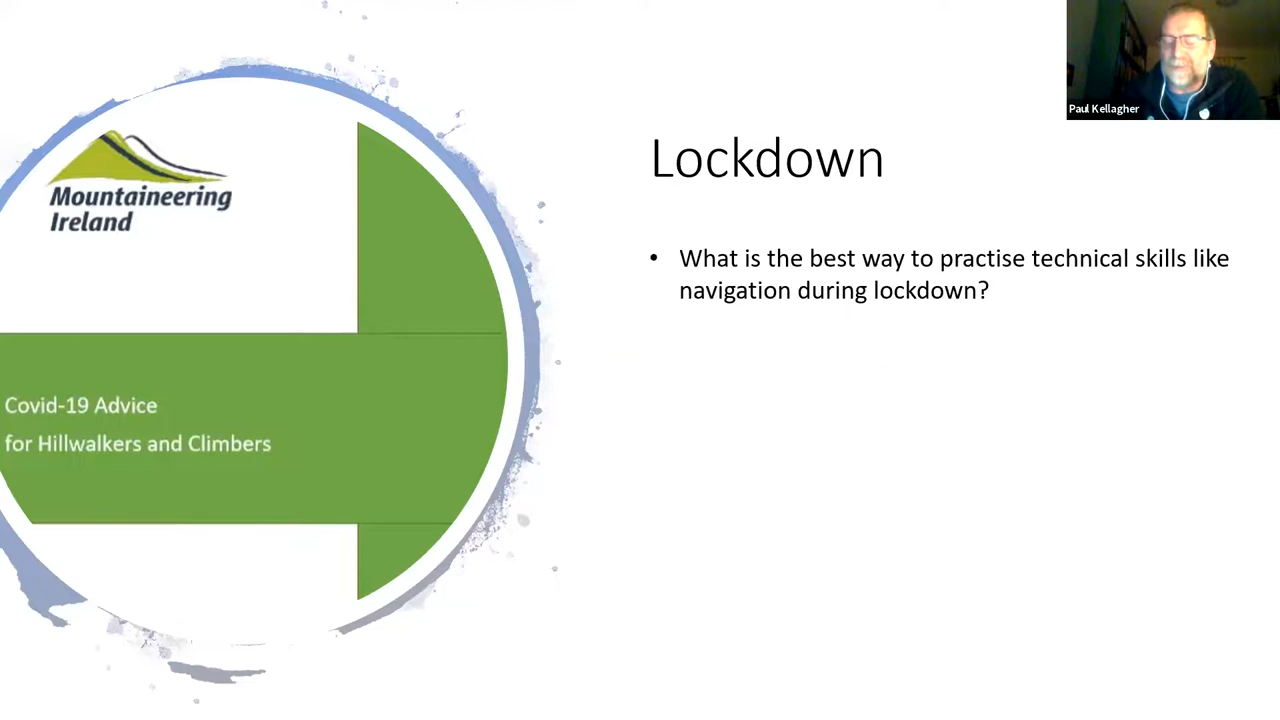 Mountaineering
Ireland
Covid-19 Advice
for Hillwalkers and Climbers
Lockdown
• What is the best way to practise technical skills like
navigation during lockdown?
Paul Kellagher